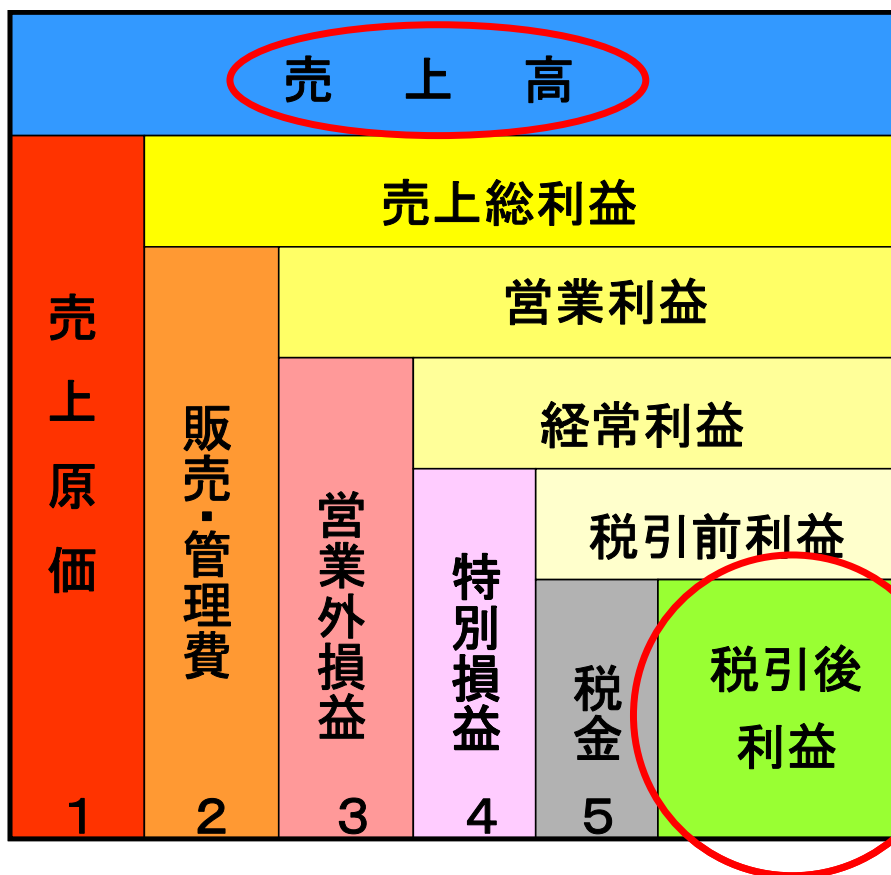 売上高
売上総利益
営業利益
経常利益
税引前利益
売上原価
販売・管理費
営業外損益
特別損益
税金
税引後
利益
1
2
3
4
5